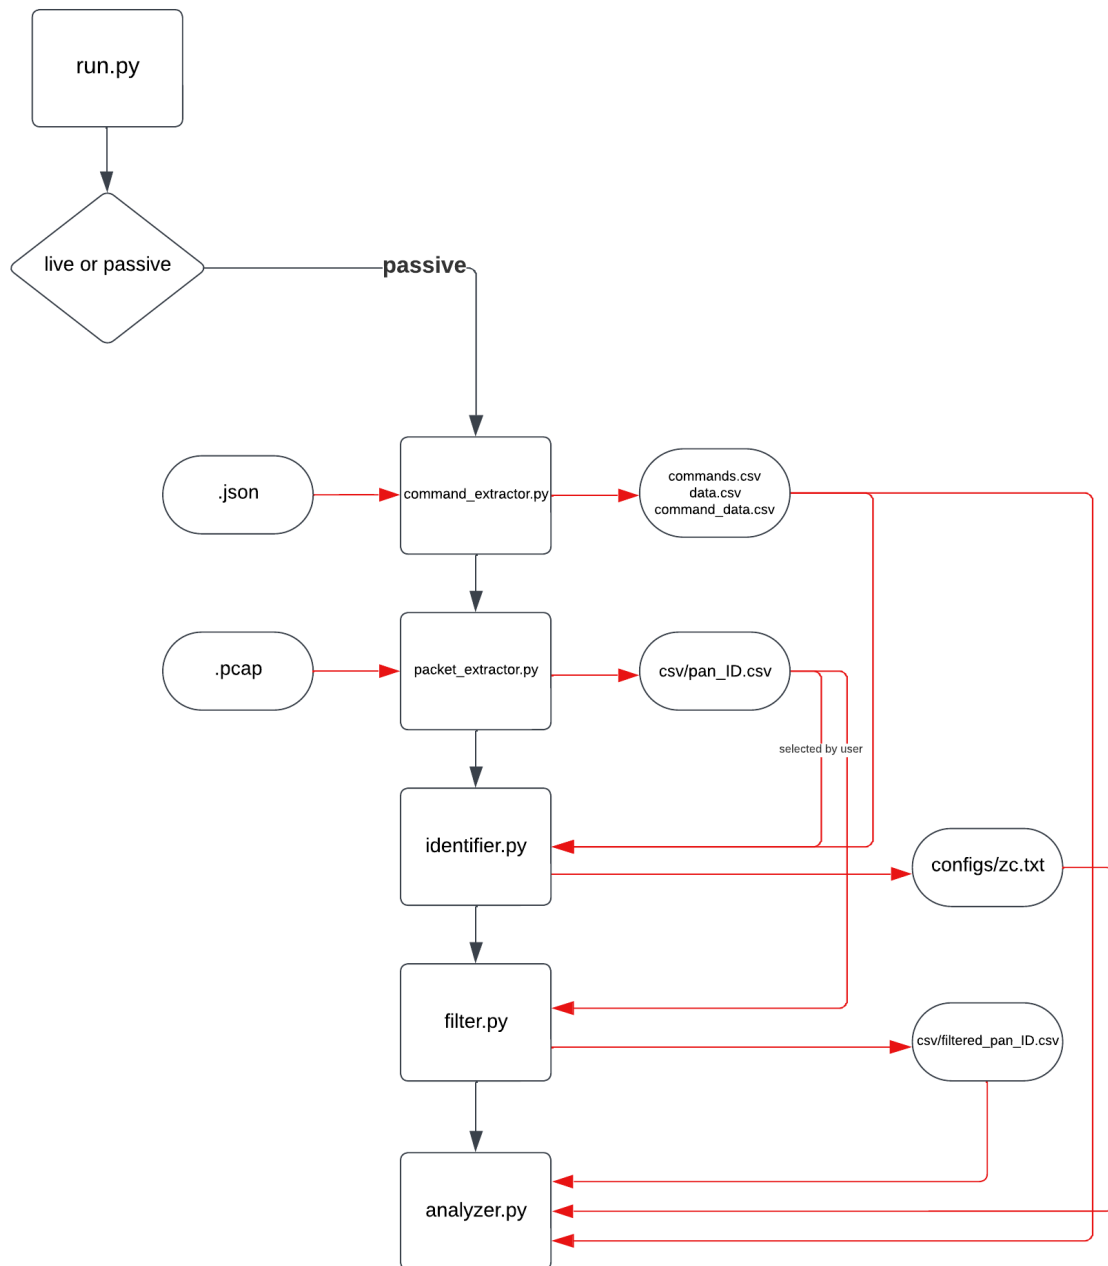 run.py
live or passive
passive
.json
command_extractor.py
commands.csv
data.csv
command_data.csv
.pcap
packet_extractor.py
csv/pan_ID.csv
selected by user
identifier.py
configs/zc.txt
filter.py
csv/filtered_pan_ID.csv
analyzer.py